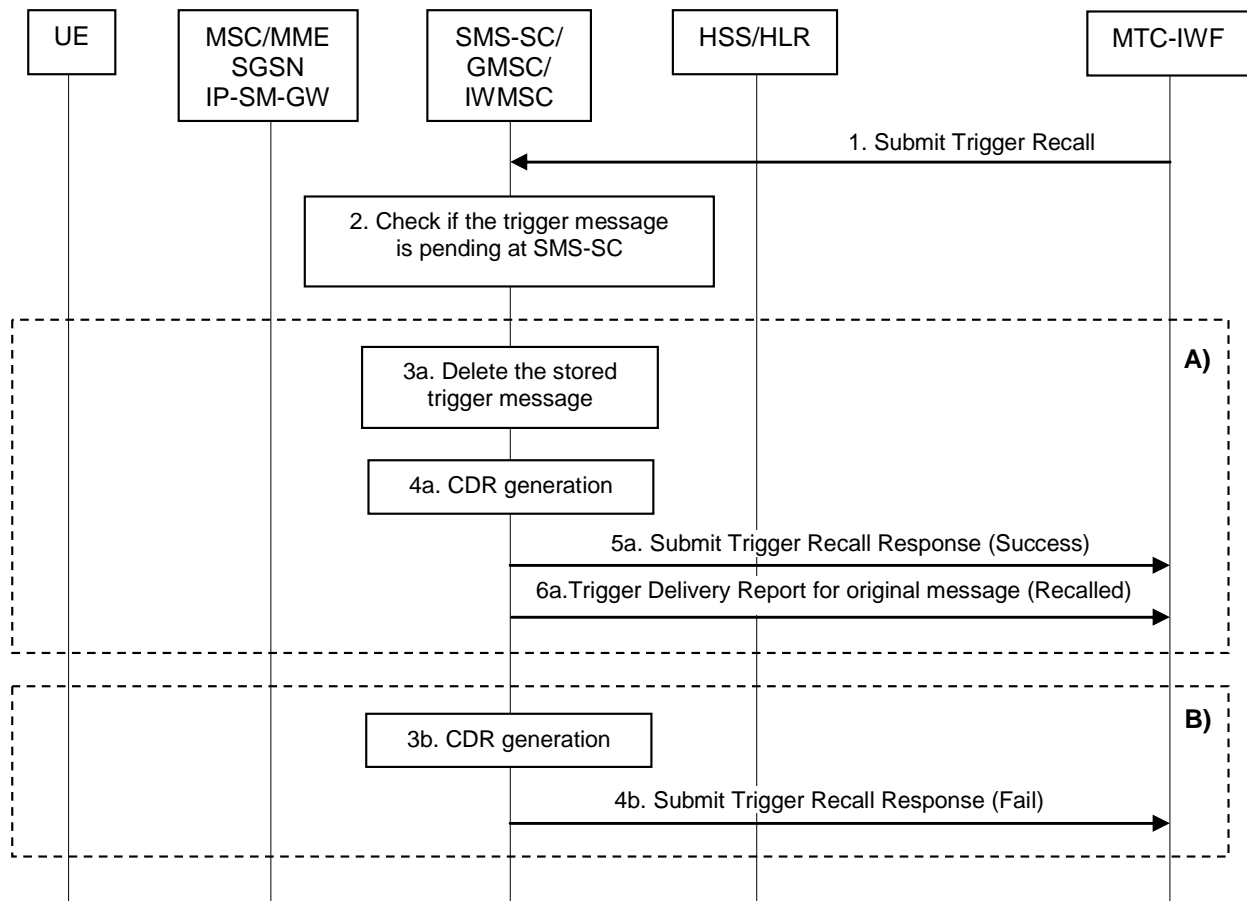 UE
MSC/MME
SGSN
IP-SM-GW
SMS-SC/
GMSC/
IWMSC
HSS/HLR
MTC-IWF
1. Submit Trigger Recall
2. Check if the trigger message
is pending at SMS-SC
A)
3a. Delete the stored
trigger message
4a. CDR generation
5a. Submit Trigger Recall Response (Success)
6a.Trigger Delivery Report for original message (Recalled)
B)
3b. CDR generation
4b. Submit Trigger Recall Response (Fail)